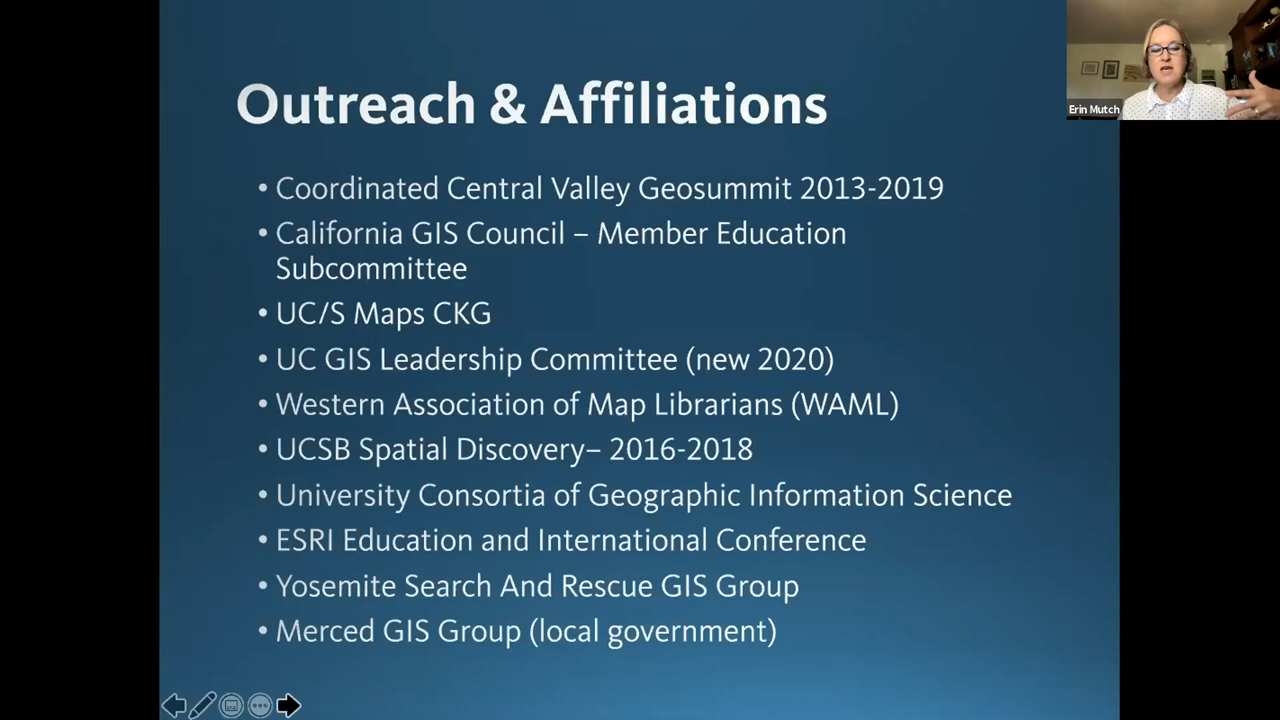 Outreach & Affiliations
Erin Mutch
• Coordinated Central Valley Geosummit 2013-2019
• California GIS Council – Member Education
Subcommittee
• UC/S Maps CKG
• UC GIS Leadership Committee (new 2020)
• Western Association of Map Librarians (WAML)
• UCSB Spatial Discovery– 2016-2018
• University Consortia of Geographic Information Science
• ESRI Education and International Conference
• Yosemite Search And Rescue GIS Group
• Merced GIS Group (local government)